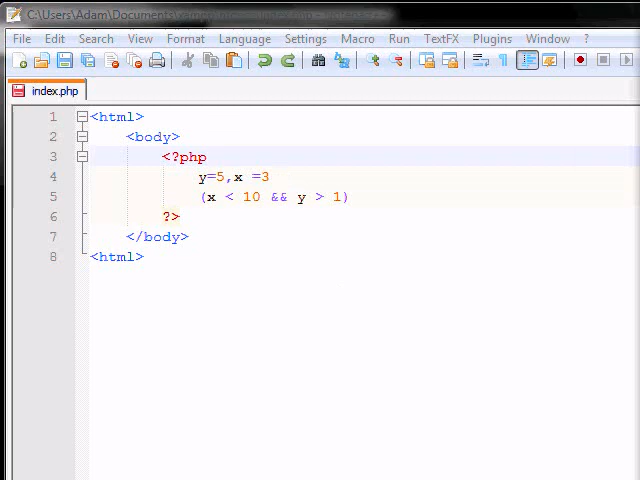 C:\Users\Adam\Documents\
File Edit Search View Format Language Settings Macro Run TextFX Plugins Window ?
index.php
1 <html>
2 <body>
3 <?php
4 y=5,x =3
5 (x < 10 && y > 1)
6 ?>
7 </body>
8 <html>